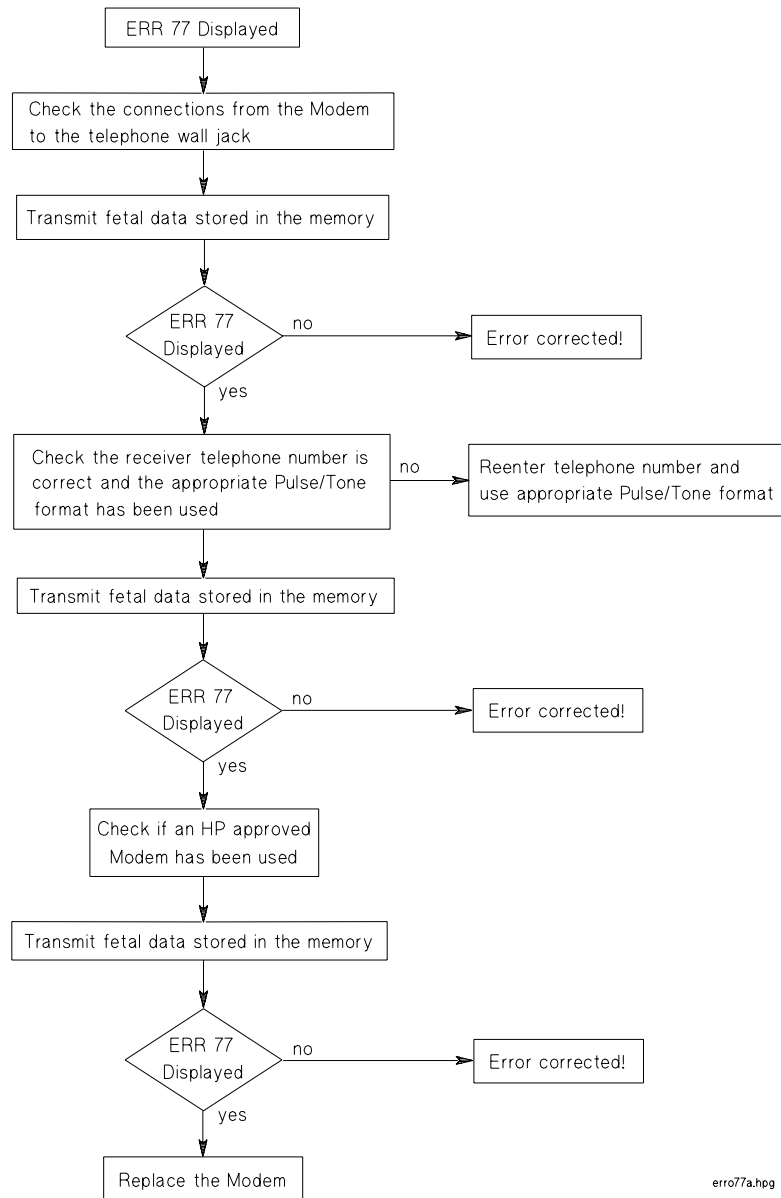 ERR 77 Displayed
Check the connections from the Modem
to the telephone wall jack
Transmit fetal data stored in the memory
ERR 77
Displayed
no
Error corrected!
yes
Check the receiver telephone number is
correct and the appropriate Pulse/Tone
format has been used
no
Reenter telephone number and
use appropriate Pulse/Tone format
Transmit fetal data stored in the memory
ERR 77
Displayed
no
Error corrected!
yes
Check if an HP approved
Modem has been used
Transmit fetal data stored in the memory
ERR 77
Displayed
no
Error corrected!
yes
Replace the Modem
erro77a.hpg